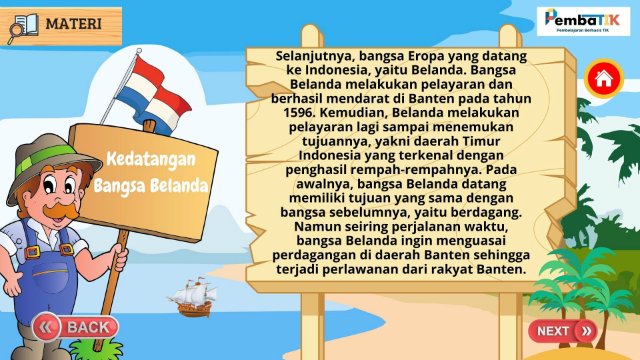 MATERI
PembaTIK
Pembelajaran Berbasis TIK
Kedatangan
Bangsa Belanda
Selanjutnya, bangsa Eropa yang datang
ke Indonesia, yaitu Belanda. Bangsa
Belanda melakukan pelayaran dan
berhasil mendarat di Banten pada tahun
1596. Kemudian, Belanda melakukan
pelayaran lagi sampai menemukan
tujuannya, yakni daerah Timur
Indonesia yang terkenal dengan
penghasil rempah-rempahnya. Pada
awalnya, bangsa Belanda datang
memiliki tujuan yang sama dengan
bangsa sebelumnya, yaitu berdagang.
Namun seiring perjalanan waktu,
bangsa Belanda ingin menguasai
perdagangan di daerah Banten sehingga
terjadi perlawanan dari rakyat Banten.
BACK
NEXT